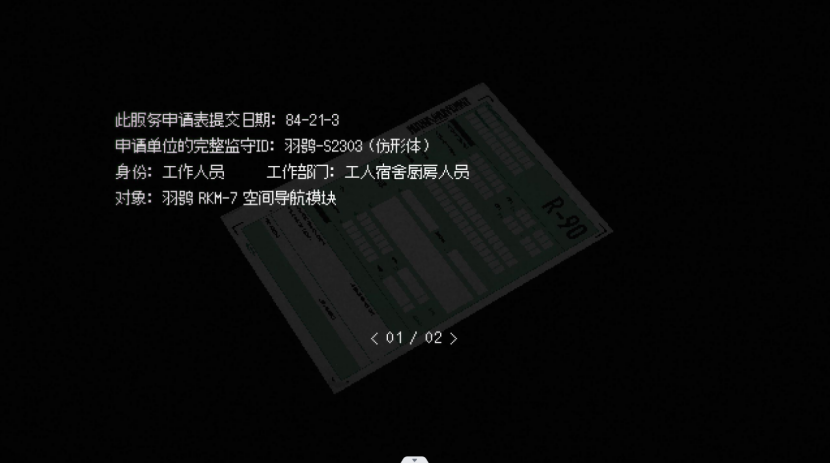 此服务申请表提交日期: 84-21-3
申请单位的完整监守ID: 羽鹀-S2303 (伤形体)
身份: 工作人员 工作部门: 工人宿舍厨房人员
对象: 羽鹀 RKM-7 空间导航模块
R-90
< 01 / 02 >